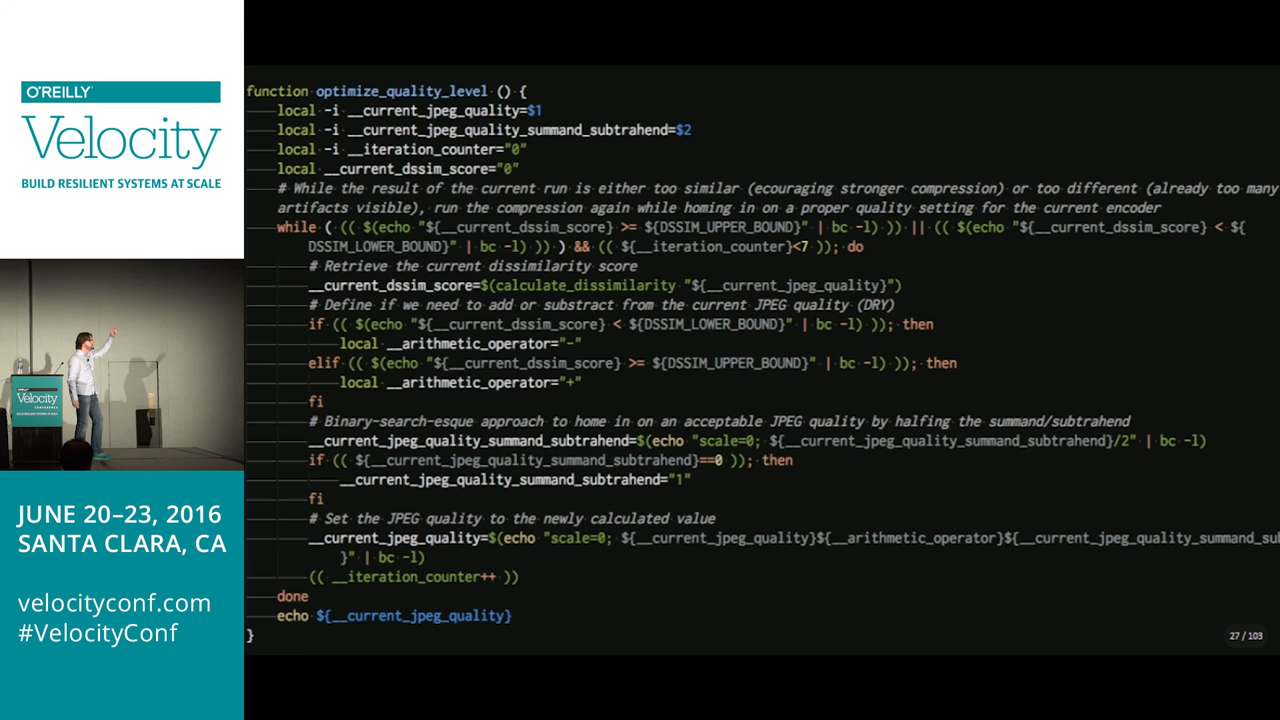 O'REILLY
Velocity
BUILD RESILIENT SYSTEMS AT SCALE
Velocity
JUNE 20–23, 2016
SANTA CLARA, CA
velocityconf.com
#VelocityConf
function optimize_quality_level () {
local -i __current_jpeg_quality=$1
local -i __current_jpeg_quality_summand_subtrahend=$2
local -i __iteration_counter="0"
local __current_dssim_score="0"
# While the result of the current run is either too similar (ecouraging stronger compression) or too different (already too many
artifacts visible), run the compression again while homing in on a proper quality setting for the current encoder
while ( (( $(echo "${__current_dssim_score} >= ${DSSIM_UPPER_BOUND}" | bc -l) )) || (( $(echo "${__current_dssim_score} < ${
DSSIM_LOWER_BOUND}" | bc -l) )) ) && (( ${__iteration_counter}<7 )); do
# Retrieve the current dissimilarity score
__current_dssim_score=$(calculate_dissimilarity "${__current_jpeg_quality}")
# Define if we need to add or substract from the current JPEG quality (DRY)
if (( $(echo "${__current_dssim_score} < ${DSSIM_LOWER_BOUND}" | bc -l) )); then
local __arithmetic_operator="-"
elif (( $(echo "${__current_dssim_score} >= ${DSSIM_UPPER_BOUND}" | bc -l) )); then
local __arithmetic_operator="+"
fi
# Binary-search-esque approach to home in on an acceptable JPEG quality by halfing the summand/subtrahend
__current_jpeg_quality_summand_subtrahend=$(echo "scale=0; ${__current_jpeg_quality_summand_subtrahend}/2" | bc -l)
if (( ${__current_jpeg_quality_summand_subtrahend}==0 )); then
__current_jpeg_quality_summand_subtrahend="1"
fi
# Set the JPEG quality to the newly calculated value
__current_jpeg_quality=$(echo "scale=0; ${__current_jpeg_quality}${__arithmetic_operator}${__current_jpeg_quality_summand_sub
}" | bc -l)
(( __iteration_counter++ ))
done
echo ${__current_jpeg_quality}
}
27 / 103